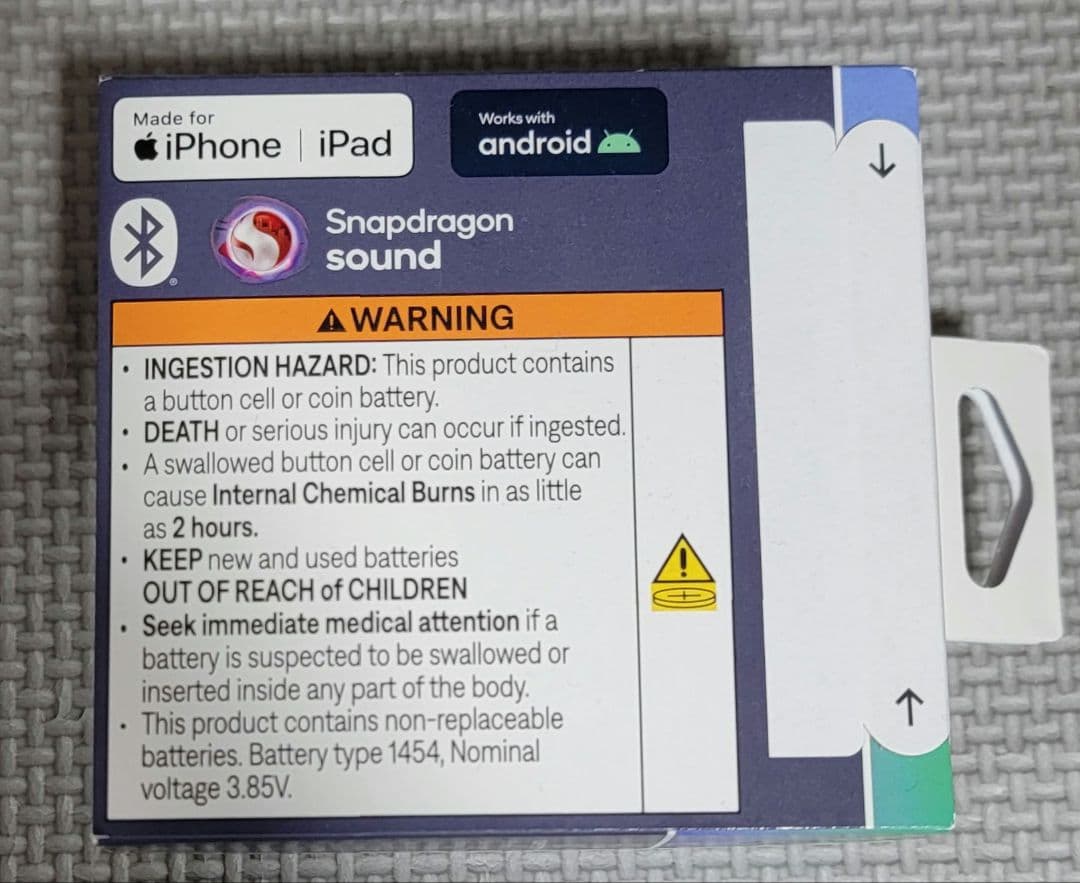 Made for
iPhone | iPad
Works with
android
Snapdragon
sound
WARNING
• INGESTION HAZARD: This product contains
a button cell or coin battery.
• DEATH or serious injury can occur if ingested.
• A swallowed button cell or coin battery can
cause Internal Chemical Burns in as little
as 2 hours.
• KEEP new and used batteries
OUT OF REACH of CHILDREN
• Seek immediate medical attention if a
battery is suspected to be swallowed or
inserted inside any part of the body.
• This product contains non-replaceable
batteries. Battery type 1454, Nominal
voltage 3.85V.